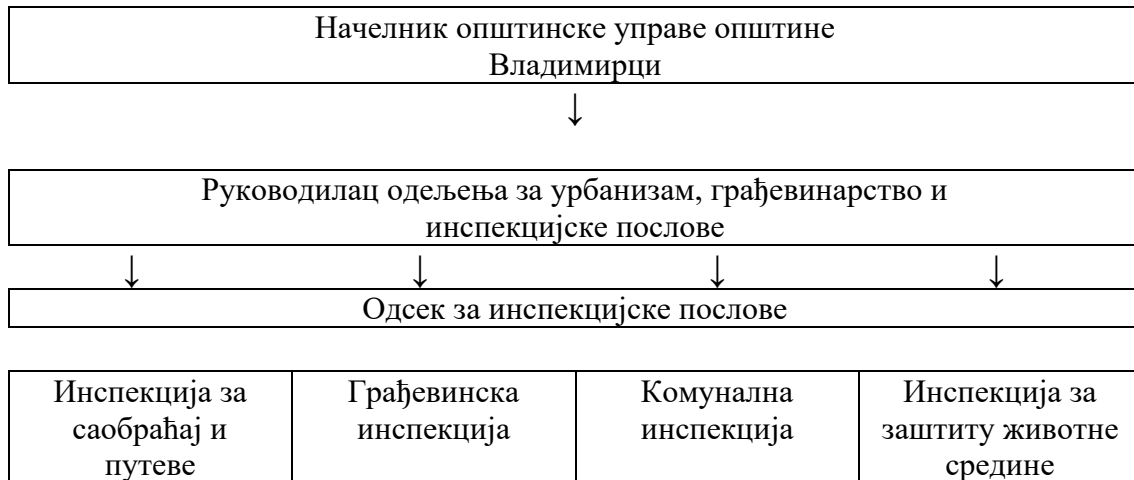 Начелник општинске управе општине
Владимирци
↓
Руководилац одељења за урбанизам, грађевинарство и
инспекцијске послове
↓ ↓ ↓ ↓
Одсек за инспекцијске послове
Инспекција за
саобраћај и
путеве
Грађевинска
инспекција
Комунална
инспекција
Инспекција за
заштиту животне
средине